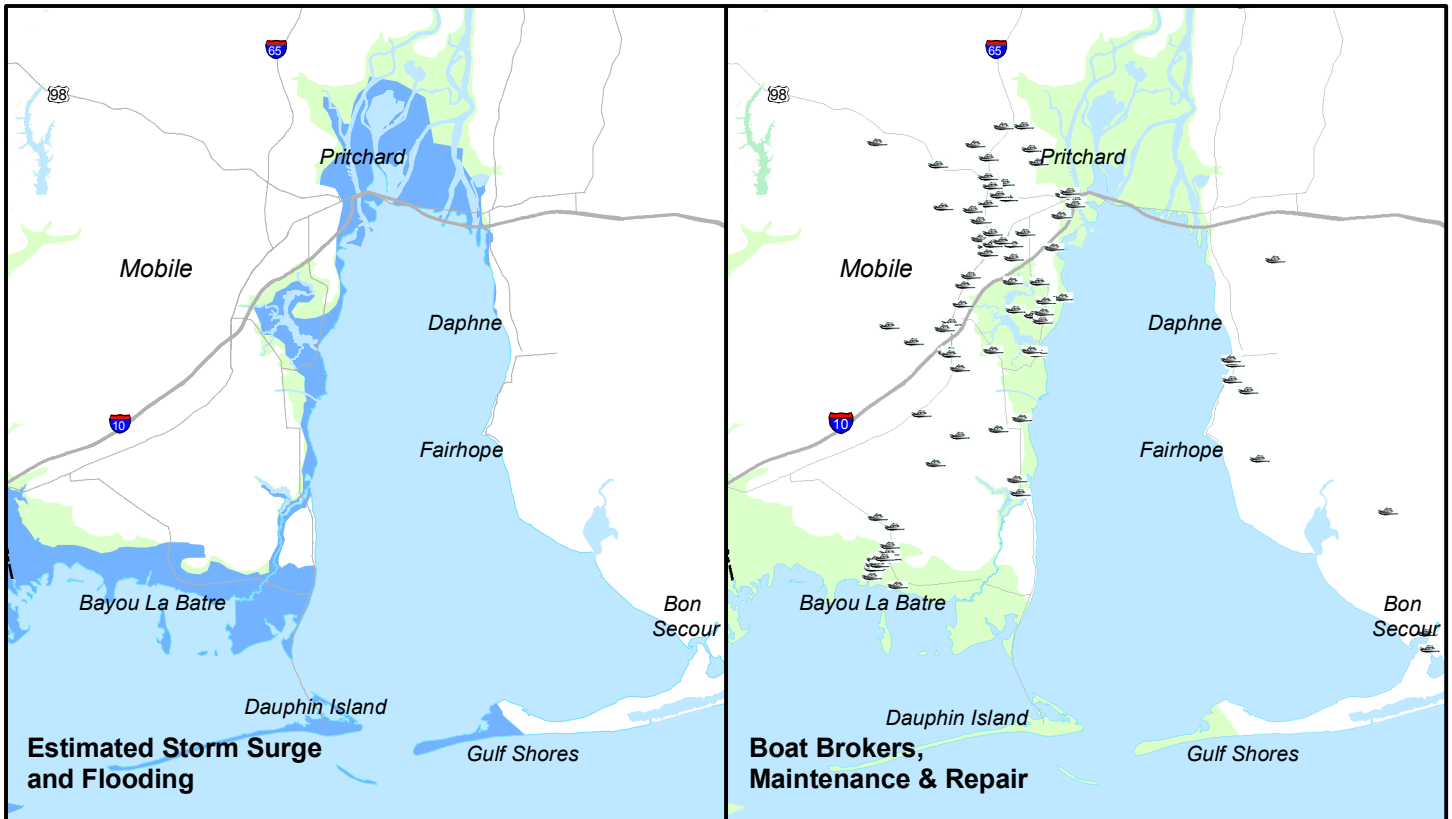 65
98
Pritchard
Mobile
Daphne
10
Fairhope
Bayou La Batre
Bon
Secour
Dauphin Island
Estimated Storm Surge
and Flooding
Gulf Shores
65
98
Pritchard
Mobile
Daphne
10
Fairhope
Bayou La Batre
Bon
Secour
Dauphin Island
Boat Brokers,
Maintenance & Repair
Gulf Shores